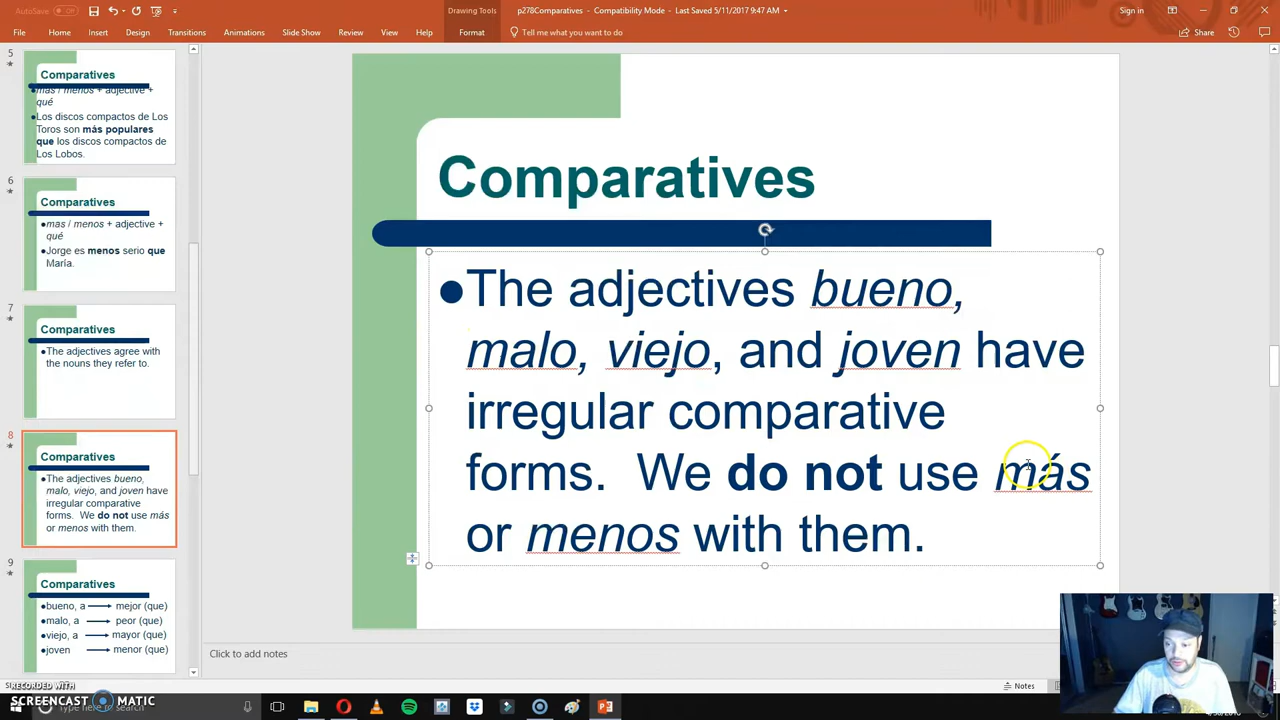 AutoSave Off
Drawing Tools
p278Comparatives - Compatibility Mode - Last Saved 5/11/2017 9:47 AM
Sign in
File Home Insert Design Transitions Animations Slide Show Review View Help Format Tell me what you want to do Share
5
Comparatives
mas / menos + adjective +
qué
Los discos compactos de Los
Toros son más populares
que los discos compactos de
Los Lobos.
6
Comparatives
mas / menos + adjective +
qué
Jorge es menos serio que
María.
7
Comparatives
The adjectives agree with
the nouns they refer to.
8
Comparatives
The adjectives bueno,
malo, viejo, and joven have
irregular comparative
forms. We do not use más
or menos with them.
9
Comparatives
bueno, a mejor (que)
malo, a peor (que)
viejo, a mayor (que)
joven menor (que)
Comparatives
●The adjectives bueno,
malo, viejo, and joven have
irregular comparative
forms. We do not use más
or menos with them.
Click to add notes
Notes
RECORDED WITH
SCREENCAST MATIC